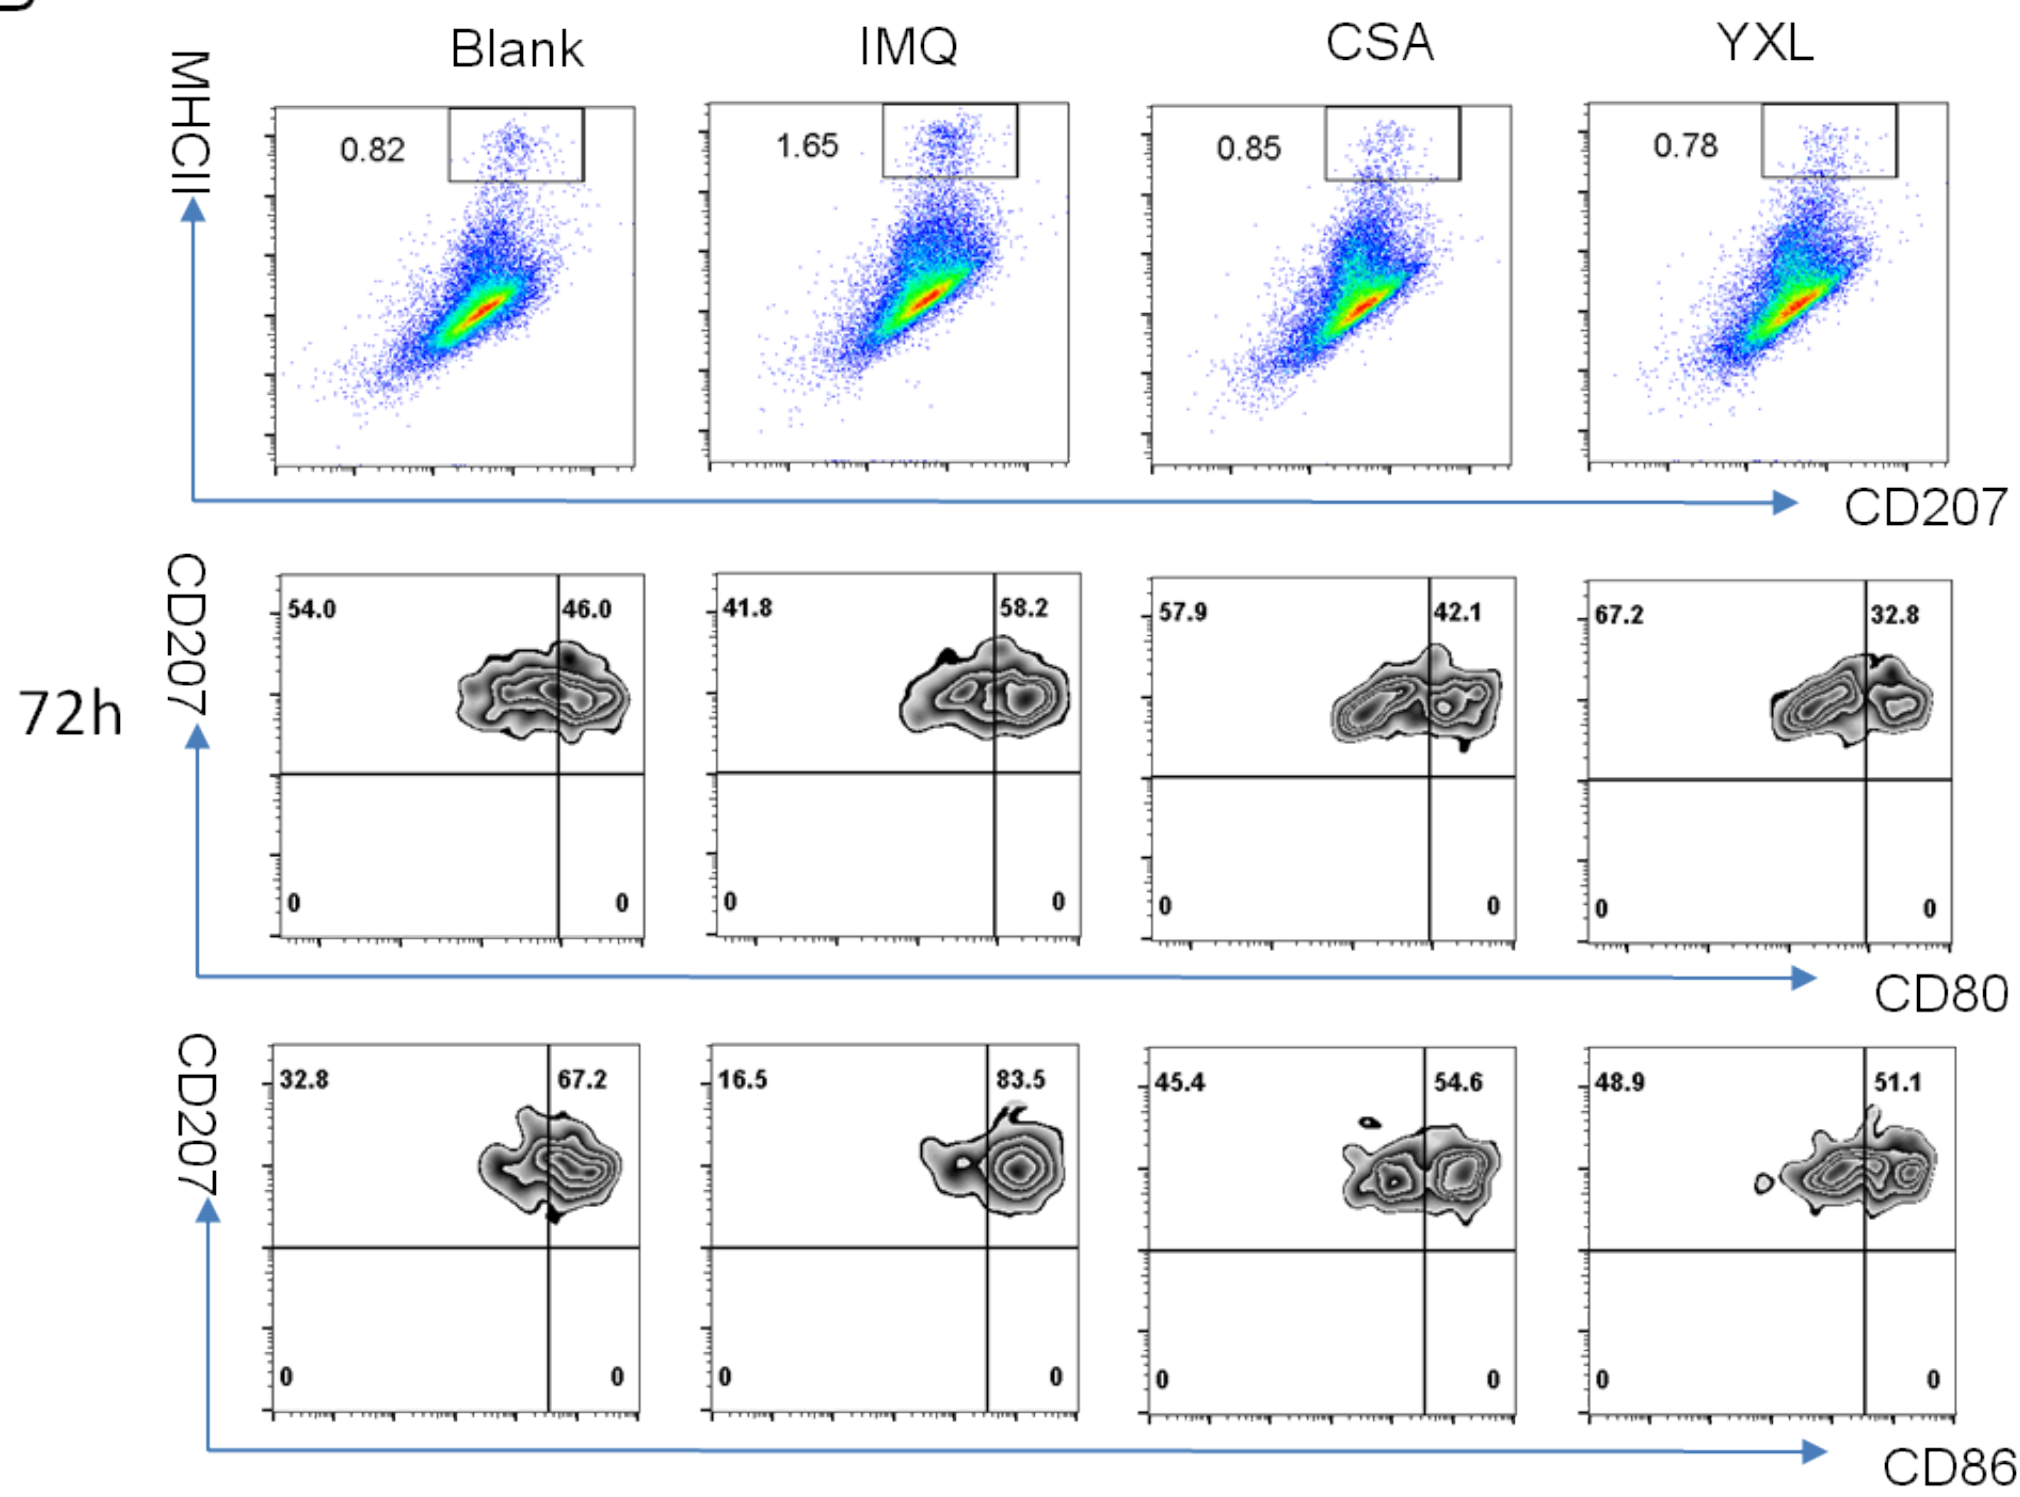 Blank IMQ CSA YXL
MHCII
0.82 1.65 0.85 0.78
CD207
72h
CD207
54.0 46.0 41.8 58.2 57.9 42.1 67.2 32.8
0 0 0 0 0 0 0 0
CD80
CD207
32.8 67.2 16.5 83.5 45.4 54.6 48.9 51.1
0 0 0 0 0 0 0 0
CD86